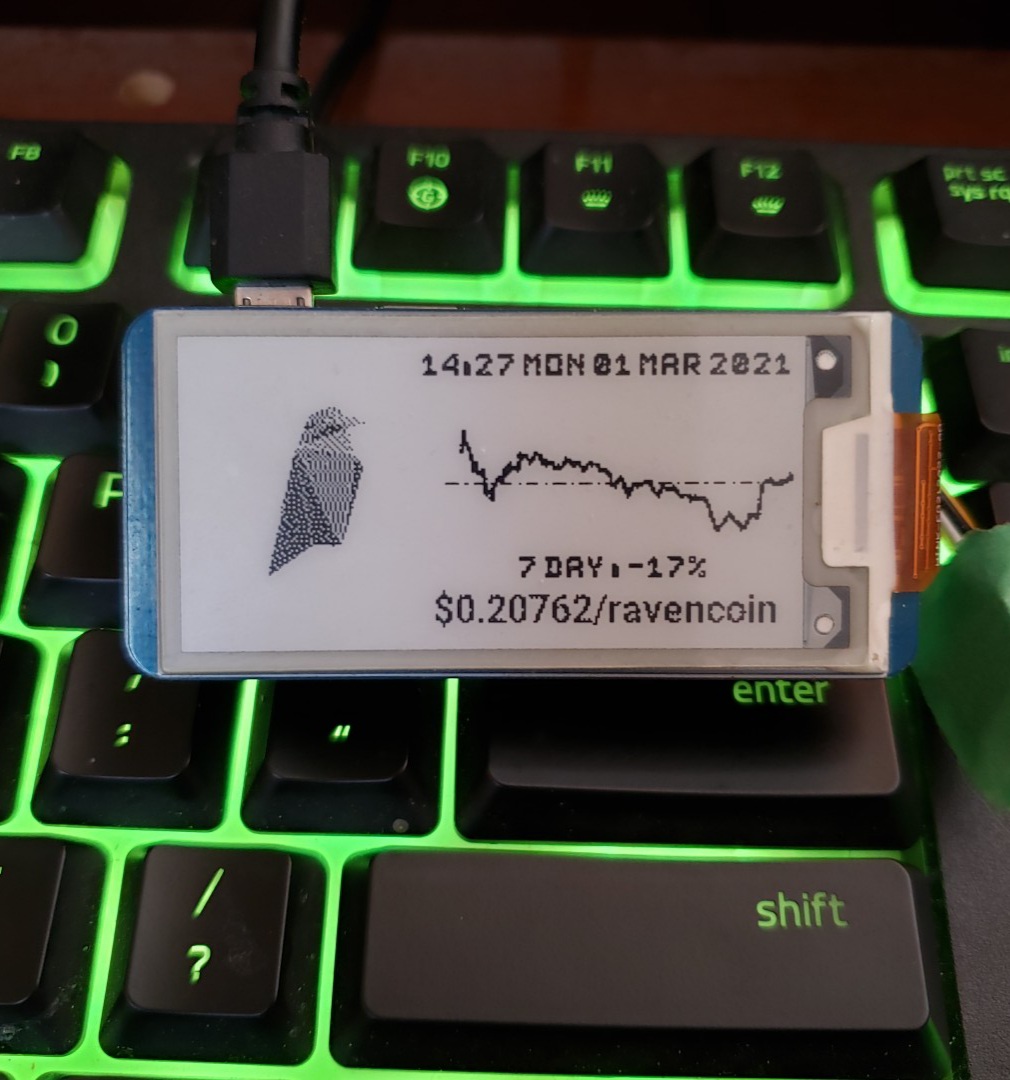 F8
F10
F11
F12
prt sc
sys rq
0
)
14:27 MON 01 MAR 2021
7 DAY: -17%
$0.20762/ravencoin
enter
;
:
"
/
?
shift